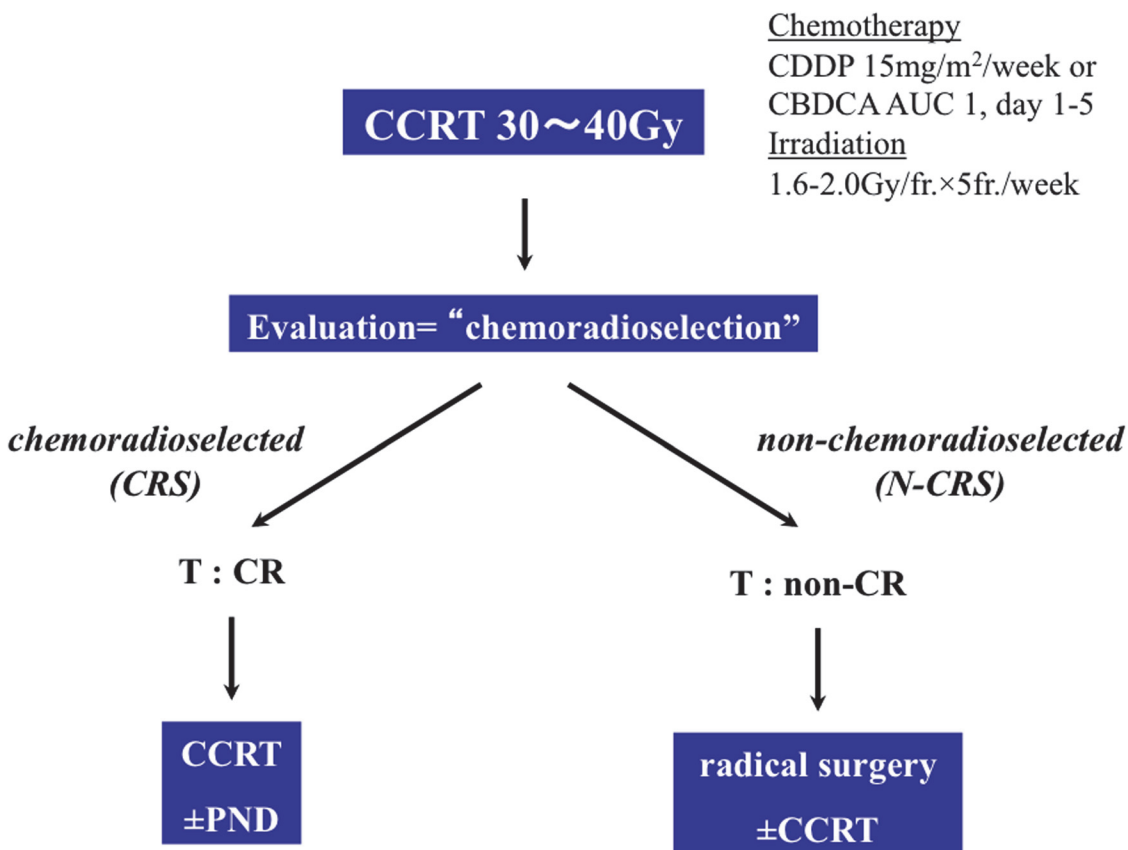 Chemotherapy
CDDP 15mg/m²/week or
CBDCA AUC 1, day 1-5
Irradiation
1.6-2.0Gy/fr.×5fr./week
CCRT 30～40Gy
Evaluation= “chemoradioselection”
chemoradioselected
(CRS)
non-chemoradioselected
(N-CRS)
T : CR
T : non-CR
CCRT
±PND
radical surgery
±CCRT